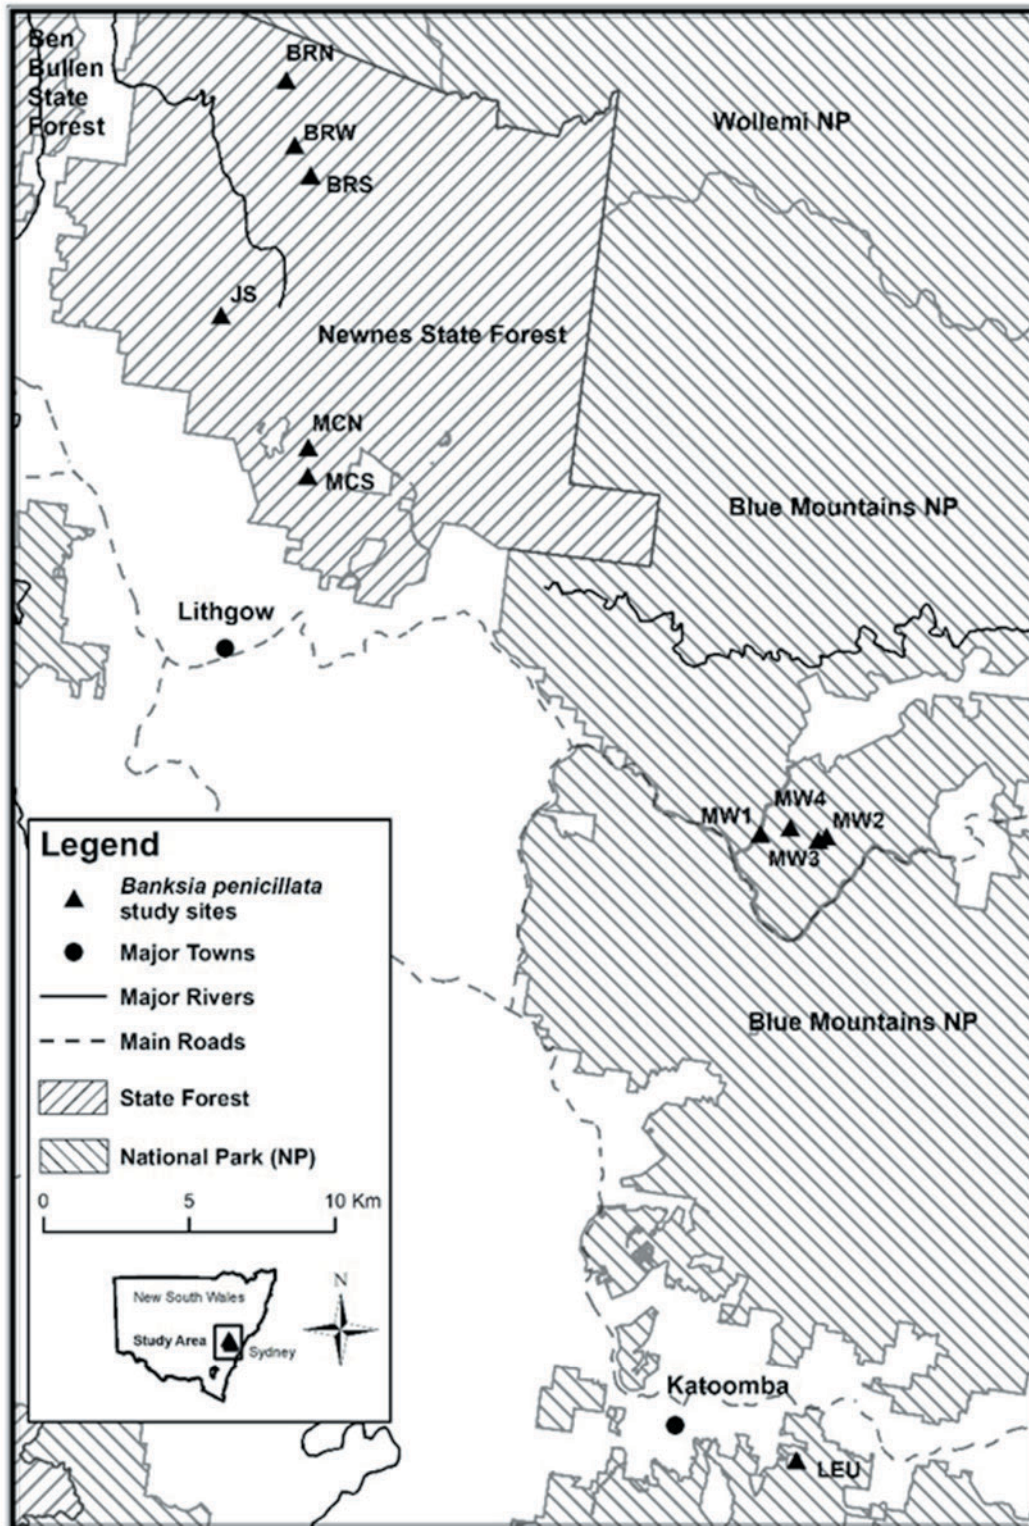 Ben
Bullen
State
Forest
BRN
BRW
BRS
Wollemi NP
JS
Newnes State Forest
MCN
MCS
Blue Mountains NP
Lithgow
MW4
MW1
MW2
MW3
Legend
Banksia penicillata
study sites
Major Towns
Major Rivers
Main Roads
State Forest
National Park (NP)
0 5 10 Km
N
New South Wales
Study Area
Sydney
Blue Mountains NP
Katoomba
LEU